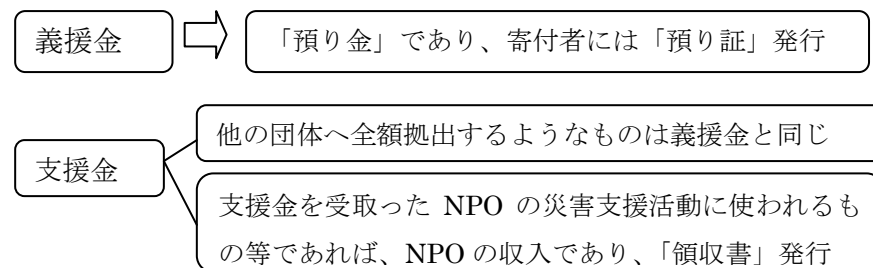 義援金
「預り金」であり、寄付者には「預り証」発行
支援金
他の団体へ全額拠出するようなものは義援金と同じ
支援金を受取った NPO の災害支援活動に使われるも
の等であれば、NPO の収入であり、「領収書」発行